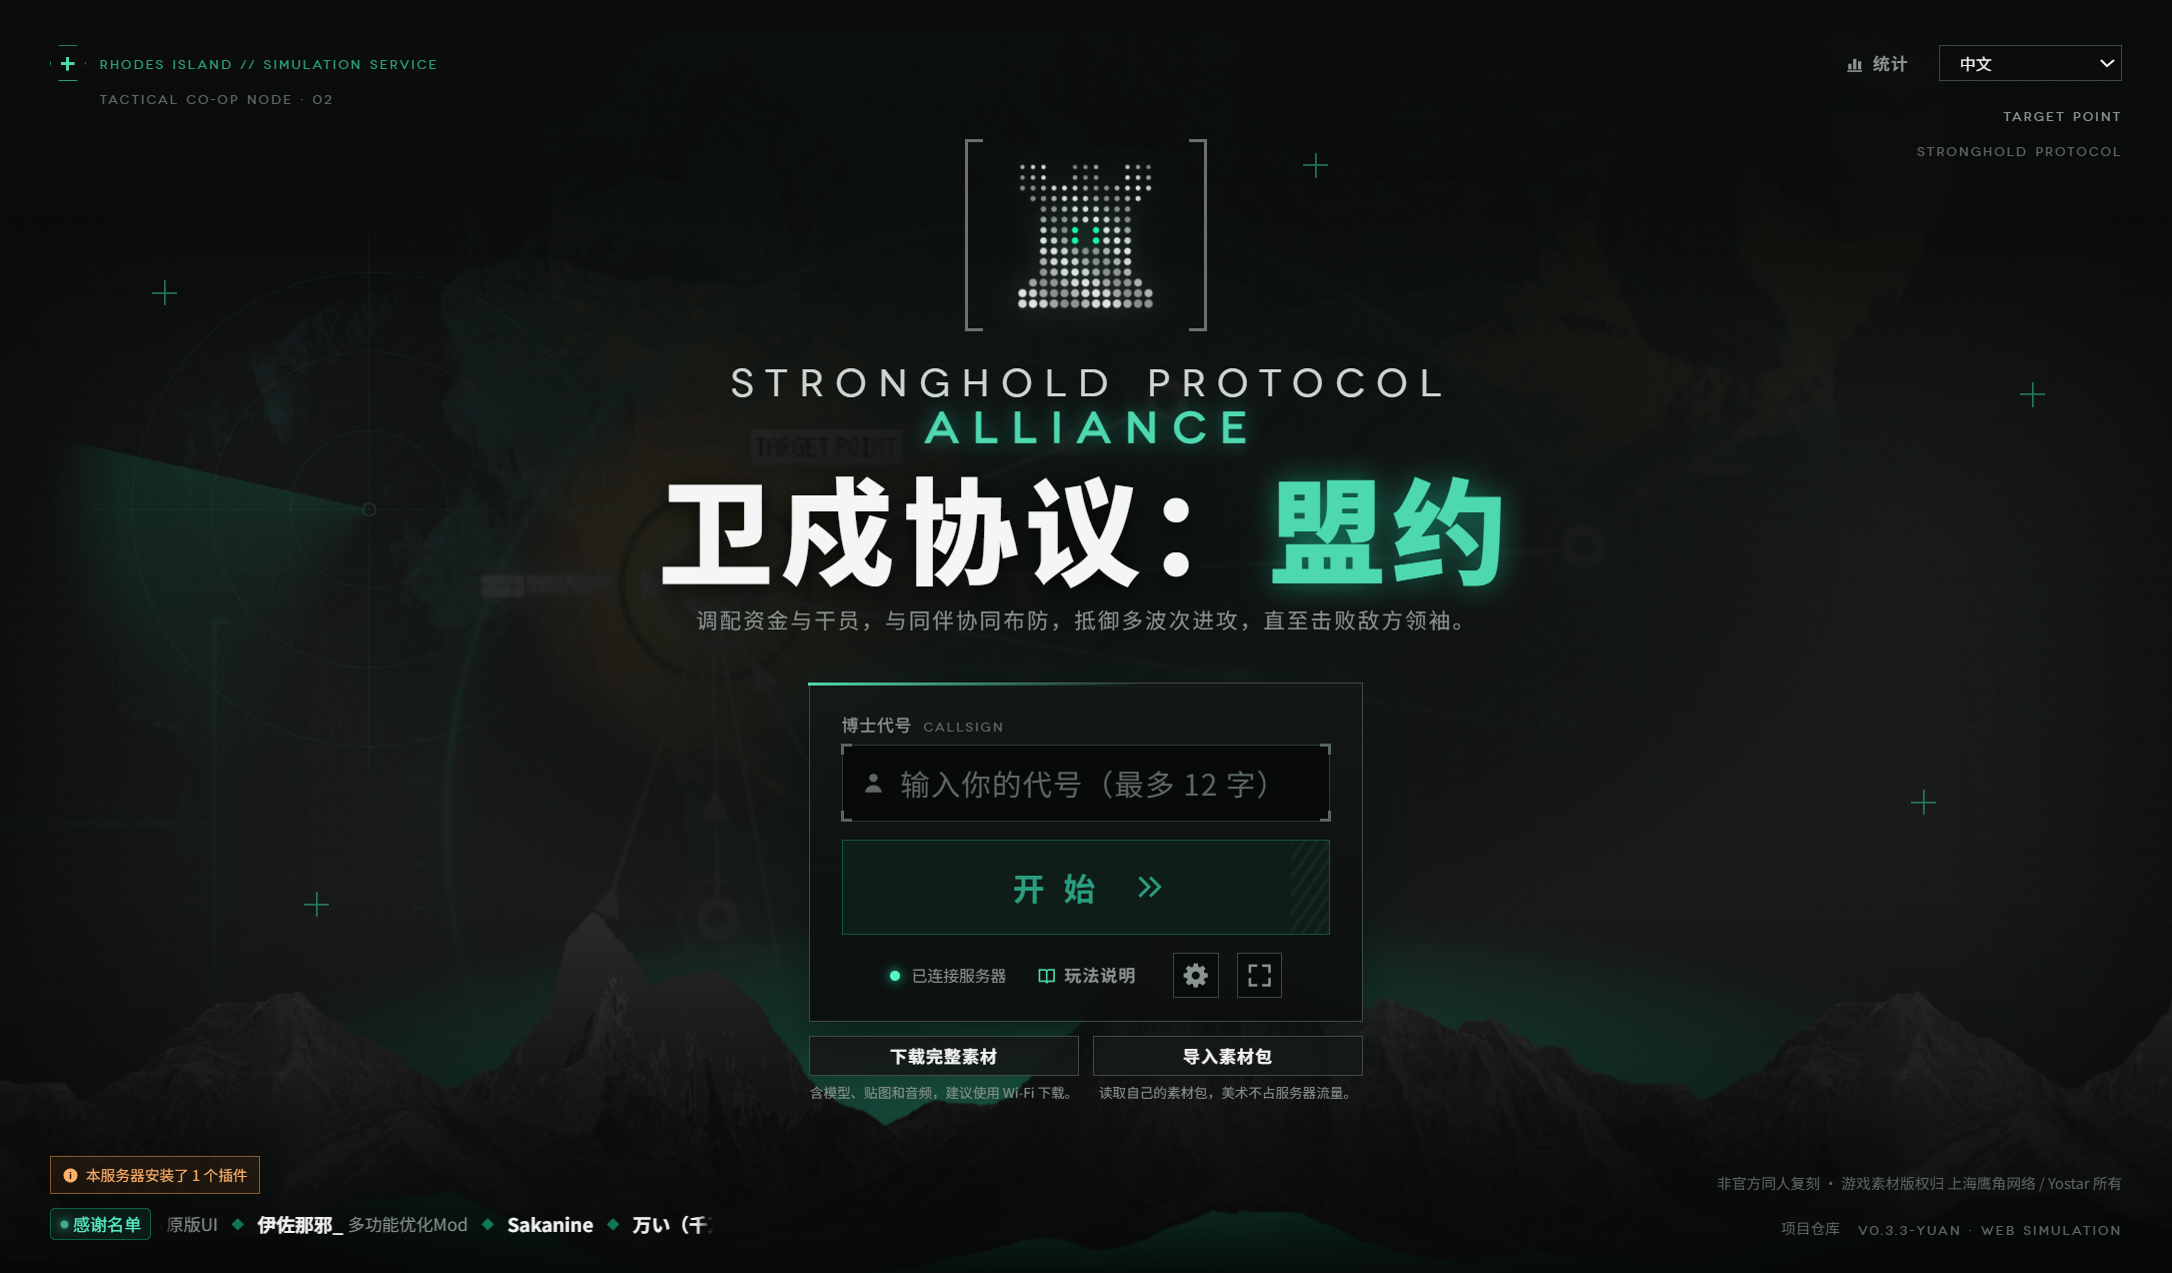 RHODES ISLAND // SIMULATION SERVICE
TACTICAL CO-OP NODE · 02
统计
中文
TARGET POINT
STRONGHOLD PROTOCOL
STRONGHOLD PROTOCOL
ALLIANCE
TARGET POINT
卫戍协议：盟约
调配资金与干员，与同伴协同布防，抵御多波次进攻，直至击败敌方领袖。
博士代号 CALLSIGN
输入你的代号（最多 12 字）
开始
已连接服务器
玩法说明
下载完整素材
导入素材包
含模型、贴图和音频，建议使用 Wi-Fi 下载。
读取自己的素材包，美术不占服务器流量。
本服务器安装了 1 个插件
感谢名单 原版UI ◆ 伊佐那邪_ 多功能优化Mod ◆ Sakanine ◆ 万い（千
非官方同人复刻 · 游戏素材版权归 上海鹰角网络 / Yostar 所有
项目仓库 V0.3.3-YUAN · WEB SIMULATION